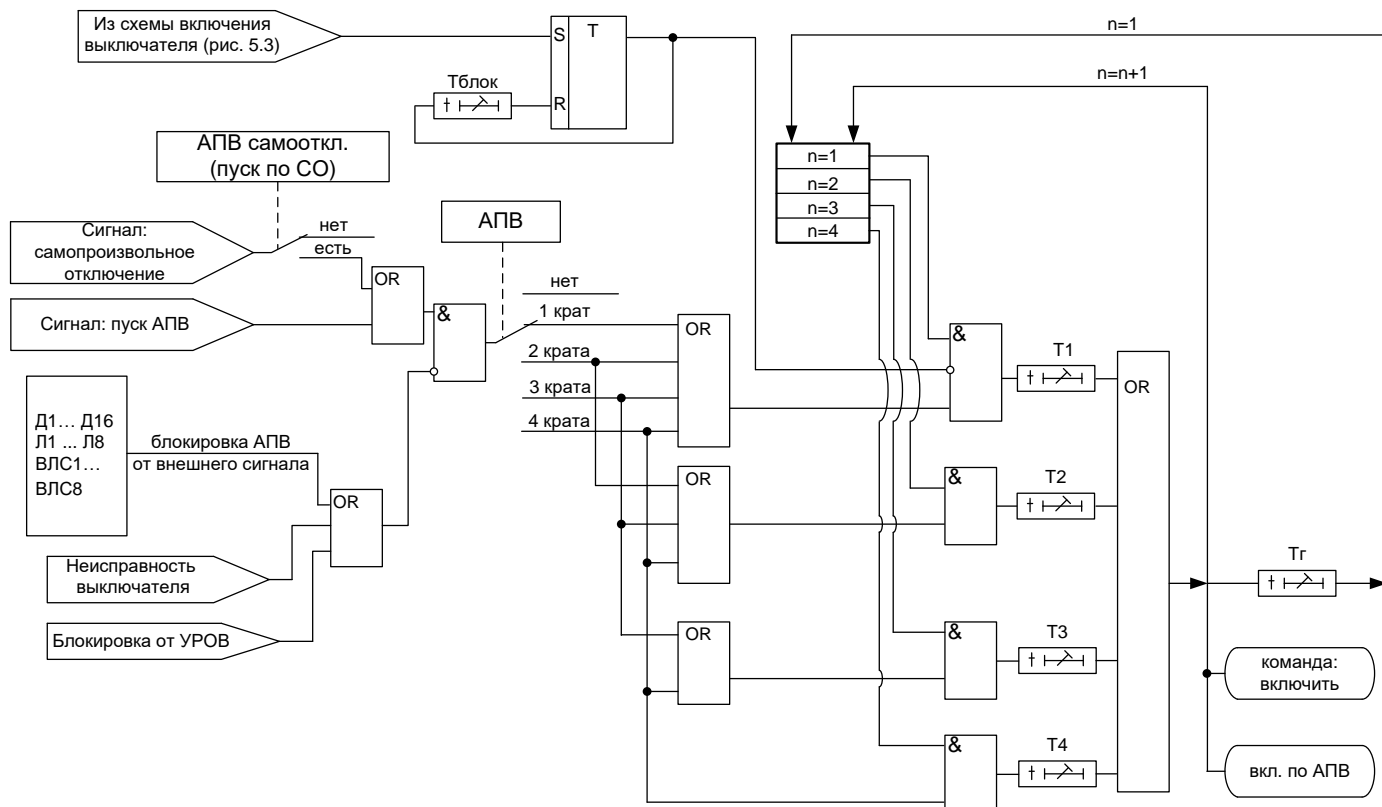 Из схемы включения
выключателя (рис. 5.3)
S
T
R
Тблок
n=1
n=n+1
АПВ самооткл.
(пуск по СО)
n=1
n=2
n=3
n=4
АПВ
Сигнал:
самопроизвольное
отключение
нет
есть
OR
Сигнал: пуск АПВ
&
нет
1 крат
2 крата
3 крата
4 крата
OR
&
T1
OR
Д1… Д16
Л1 ... Л8
ВЛС1…
ВЛС8
блокировка АПВ
от внешнего сигнала
OR
OR
&
T2
Неисправность
выключателя
Блокировка от УРОВ
Тг
OR
&
T3
команда:
включить
&
T4
вкл. по АПВ